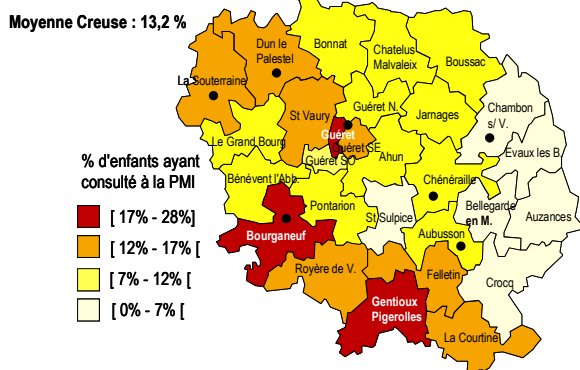 Moyenne Creuse : 13,2 %
Bonnat
Dun le
Palestel
Chatelus
Malvaleix
Boussac
La Souterraine
Guéret N.
Chambon
s/ V.
St Vaury
Jarnages
Guéret
Le Grand Bourg
Guéret SE
Evaux les B.
Guéret SO
Ahun
% d'enfants ayant
consulté à la PMI
Bénévent l'Abb.
Chénéraille
Pontarion
Bellegarde
en M.
Auzances
St Sulpice
[ 17% - 28%]
Bourganeuf
Aubusson
[ 12% - 17% [
Royère de V.
Felletin
[ 7% - 12% [
Crocq
Gentioux
Pigerolles
[ 0% - 7% [
La Courtine